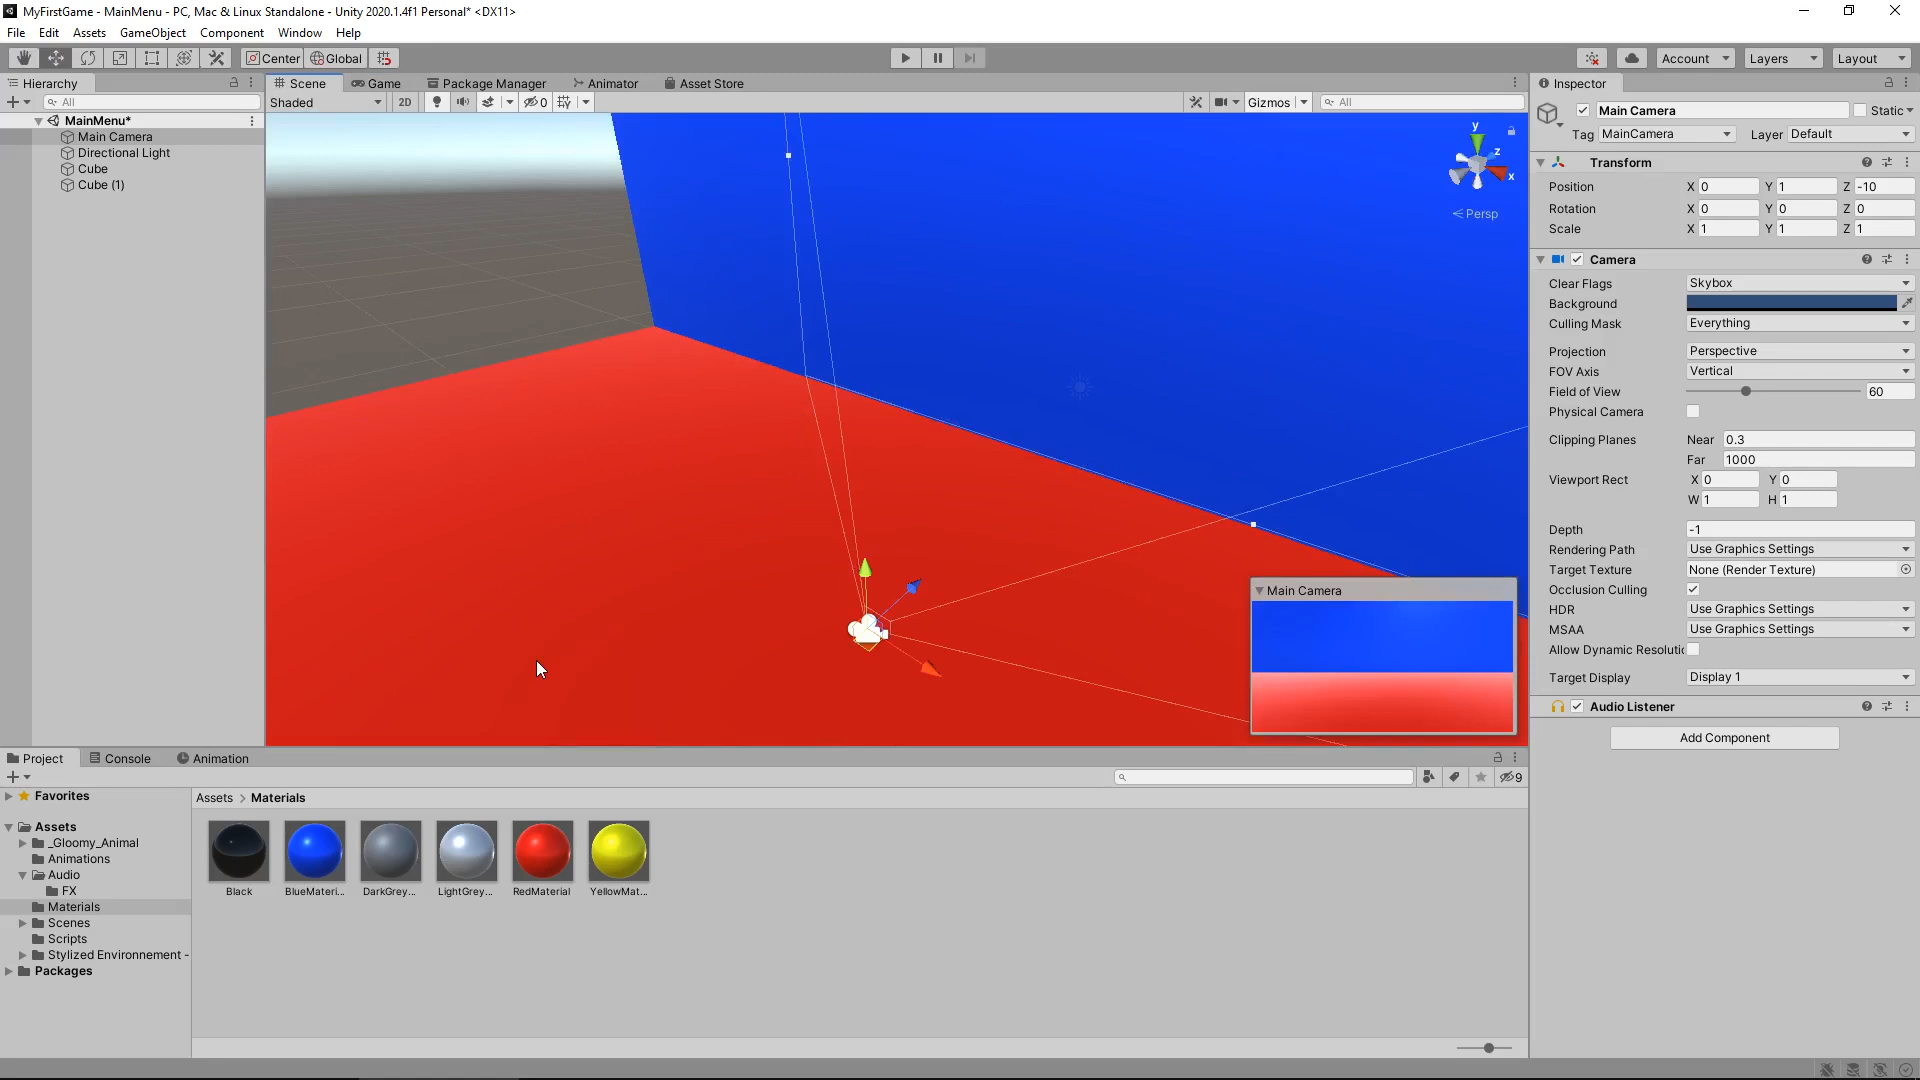 MyFirstGame - MainMenu - PC, Mac & Linux Standalone - Unity 2020.1.4f1 Personal* <DX11>
File Edit Assets GameObject Component Window Help
Center Global Account Layers Layout
Hierarchy
All
MainMenu*
Main Camera
Directional Light
Cube
Cube (1)
Scene Game Package Manager Animator Asset Store
Shaded 2D 0 Gizmos All
y
z
x
< Persp
Main Camera
Inspector
Main Camera Static
Tag MainCamera Layer Default
Transform
Position X 0 Y 1 Z -10
Rotation X 0 Y 0 Z 0
Scale X 1 Y 1 Z 1
Camera
Clear Flags Skybox
Background
Culling Mask Everything
Projection Perspective
FOV Axis Vertical
Field of View 60
Physical Camera
Clipping Planes Near 0.3
Far 1000
Viewport Rect X 0 Y 0
W 1 H 1
Depth -1
Rendering Path Use Graphics Settings
Target Texture None (Render Texture)
Occlusion Culling
HDR Use Graphics Settings
MSAA Use Graphics Settings
Allow Dynamic Resoluti
Target Display Display 1
Audio Listener
Add Component
Project Console Animation
9
Favorites
Assets
_Gloomy_Animal
Animations
Audio
FX
Materials
Scenes
Scripts
Stylized Environnement -
Packages
Assets > Materials
Black BlueMateri... DarkGrey... LightGrey... RedMaterial YellowMat...